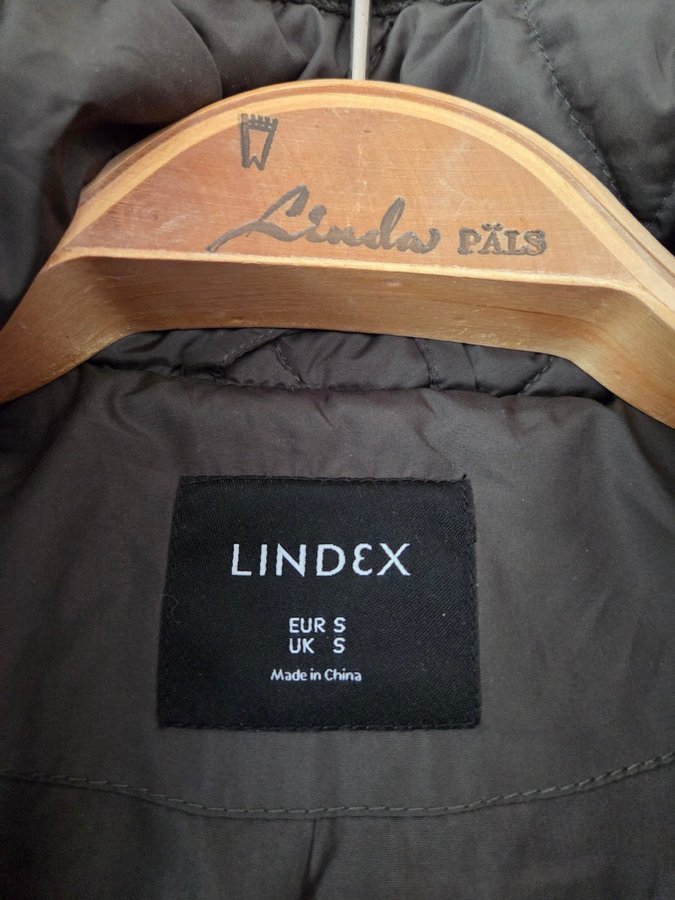 Linda PÄLS
LINDEX
EUR S
UK S
Made in China